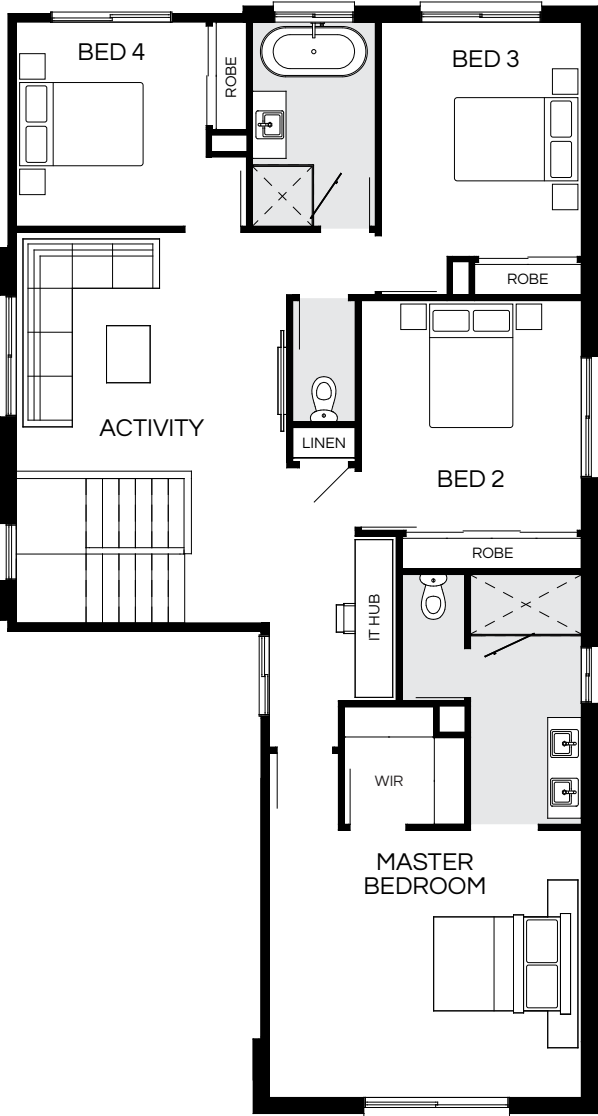 BED 4
ROBE
BED 3
ROBE
ACTIVITY
LINEN
BED 2
ROBE
IT HUB
WIR
MASTER
BEDROOM